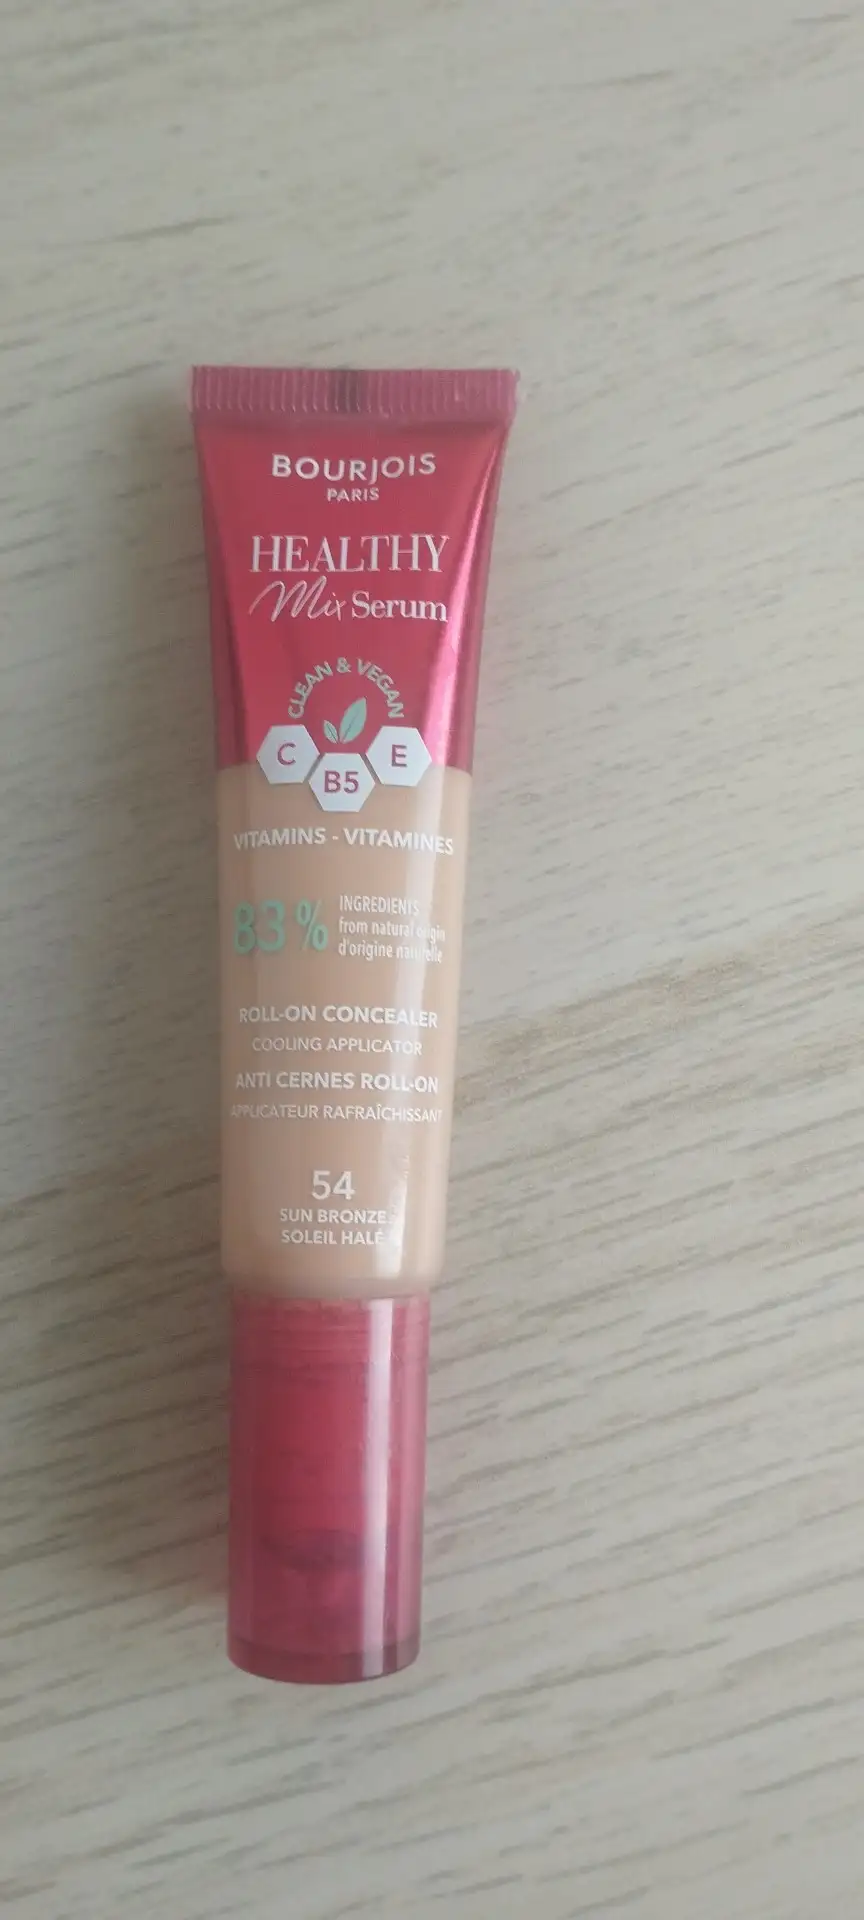 BOURJOIS
PARIS
HEALTHY
Mix Serum
CLEAN & VEGAN
C
B5
E
VITAMINS - VITAMINES
83%
INGREDIENTS
from natural origin
d'origine naturelle
ROLL-ON CONCEALER
COOLING APPLICATOR
ANTI CERNES ROLL-ON
APPLICATEUR RAFRAÎCHISSANT
54
SUN BRONZE
SOLEIL HALÉ